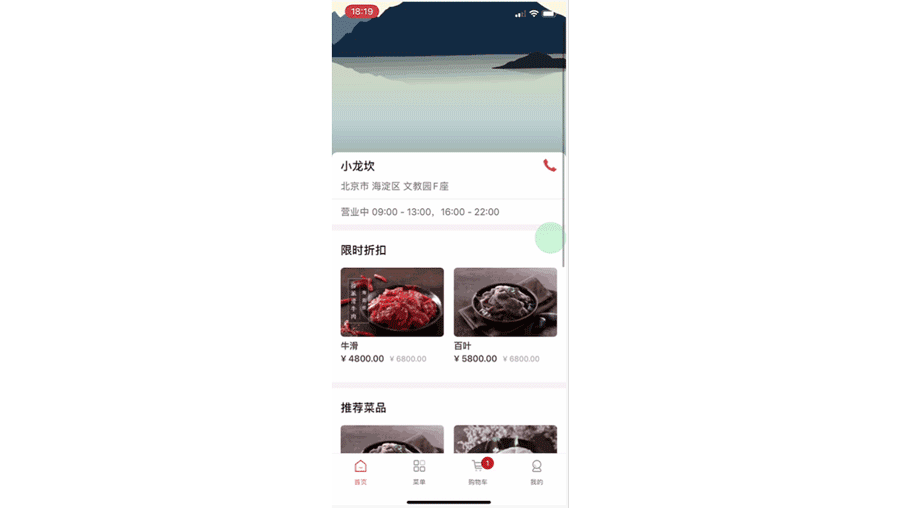 18:19
小龙坎
北京市 海淀区 文教园F座
营业中 09:00 - 13:00，16:00 - 22:00
限时折扣
牛滑
¥ 4800.00 ¥ 6800.00
百叶
¥ 5800.00 ¥ 6800.00
推荐菜品
1
首页
菜单
购物车
我的